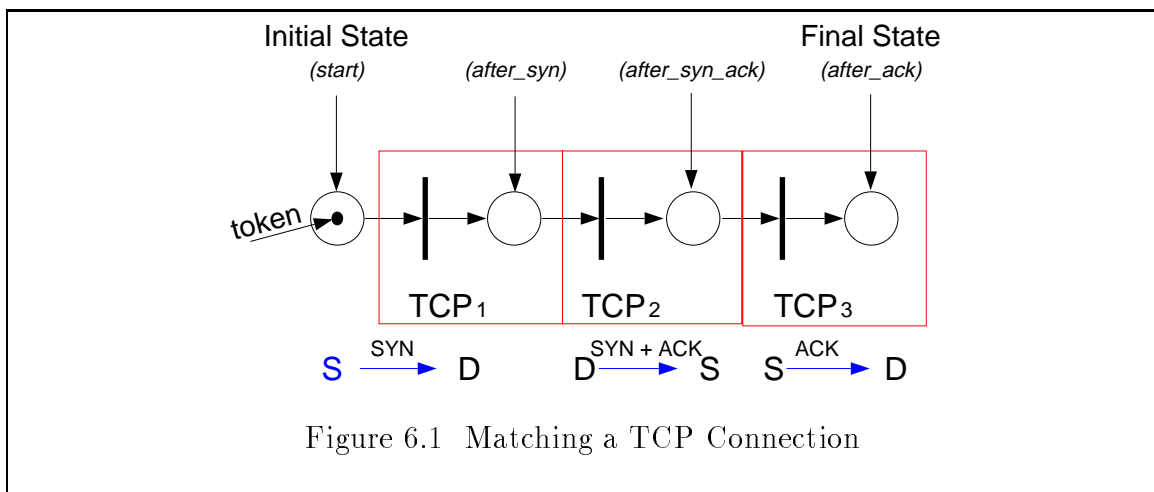 Initial State Final State
(start) (after_syn) (after_syn_ack) (after_ack)
token
TCP1 TCP2 TCP3
S SYN D D SYN + ACK S S ACK D
Figure 6.1 Matching a TCP Connection